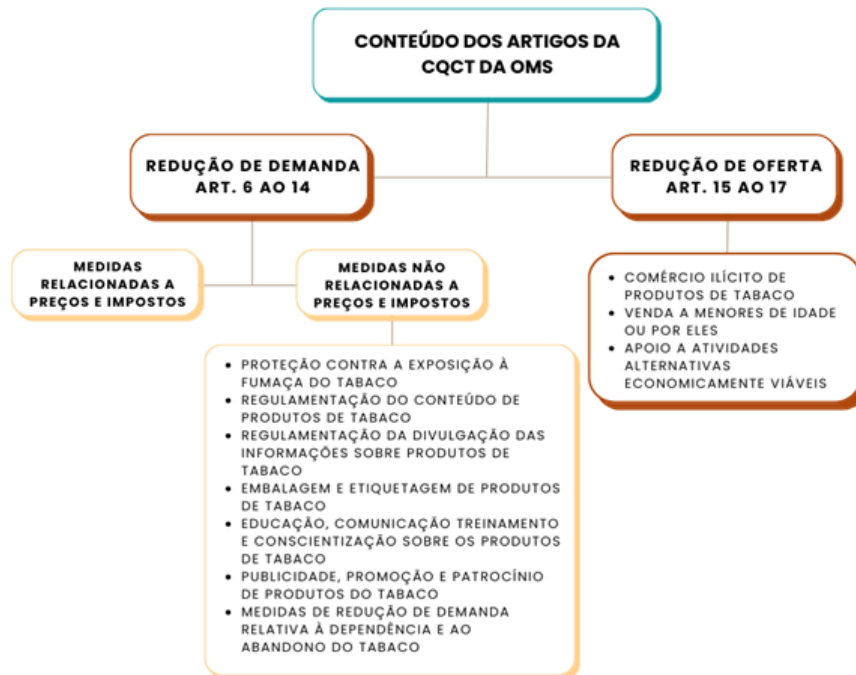 CONTEÚDO DOS ARTIGOS DA
CQCT DA OMS
REDUÇÃO DE DEMANDA
ART. 6 AO 14
REDUÇÃO DE OFERTA
ART. 15 AO 17
MEDIDAS
RELACIONADAS A
PREÇOS E IMPOSTOS
MEDIDAS NÃO
RELACIONADAS A
PREÇOS E IMPOSTOS
• COMÉRCIO ILÍCITO DE
PRODUTOS DE TABACO
• VENDA A MENORES DE IDADE
OU POR ELES
• APOIO A ATIVIDADES
ALTERNATIVAS
ECONOMICAMENTE VIÁVEIS
• PROTEÇÃO CONTRA A EXPOSIÇÃO À
FUMAÇA DO TABACO
• REGULAMENTAÇÃO DO CONTEÚDO DE
PRODUTOS DE TABACO
• REGULAMENTAÇÃO DA DIVULGAÇÃO DAS
INFORMAÇÕES SOBRE PRODUTOS DE
TABACO
• EMBALAGEM E ETIQUETAGEM DE PRODUTOS
DE TABACO
• EDUCAÇÃO, COMUNICAÇÃO TREINAMENTO
E CONSCIENTIZAÇÃO SOBRE OS PRODUTOS
DE TABACO
• PUBLICIDADE, PROMOÇÃO E PATROCÍNIO
DE PRODUTOS DO TABACO
• MEDIDAS DE REDUÇÃO DE DEMANDA
RELATIVA À DEPENDÊNCIA E AO
ABANDONO DO TABACO